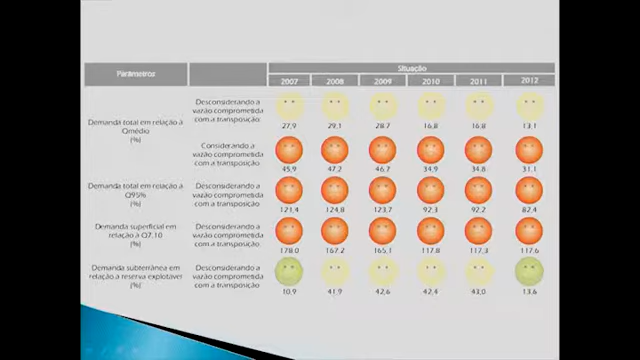 Parâmetros
Situação
2007 2008 2009 2010 2011 2012
Demanda total em relação à
Qmédio
(%)
Desconsiderando a
vazão comprometida
com a transposição
27,9 29,1 28,7 16,8 16,8 13,1
Considerando a
vazão comprometida
com a transposição
45,9 47,2 46,7 34,9 34,8 31,1
Demanda total em relação à
Q95%
(%)
Desconsiderando a
vazão comprometida
com a transposição
121,4 124,8 123,7 92,3 92,2 87,4
Demanda superficial em
relação à Q7,10
(%)
Desconsiderando a
vazão comprometida
com a transposição
178,0 167,2 165,1 117,8 117,3 117,6
Demanda subterrânea em
relação à reserva explotável
(%)
Desconsiderando a
vazão comprometida
com a transposição
10,9 41,9 42,6 42,4 43,0 13,6